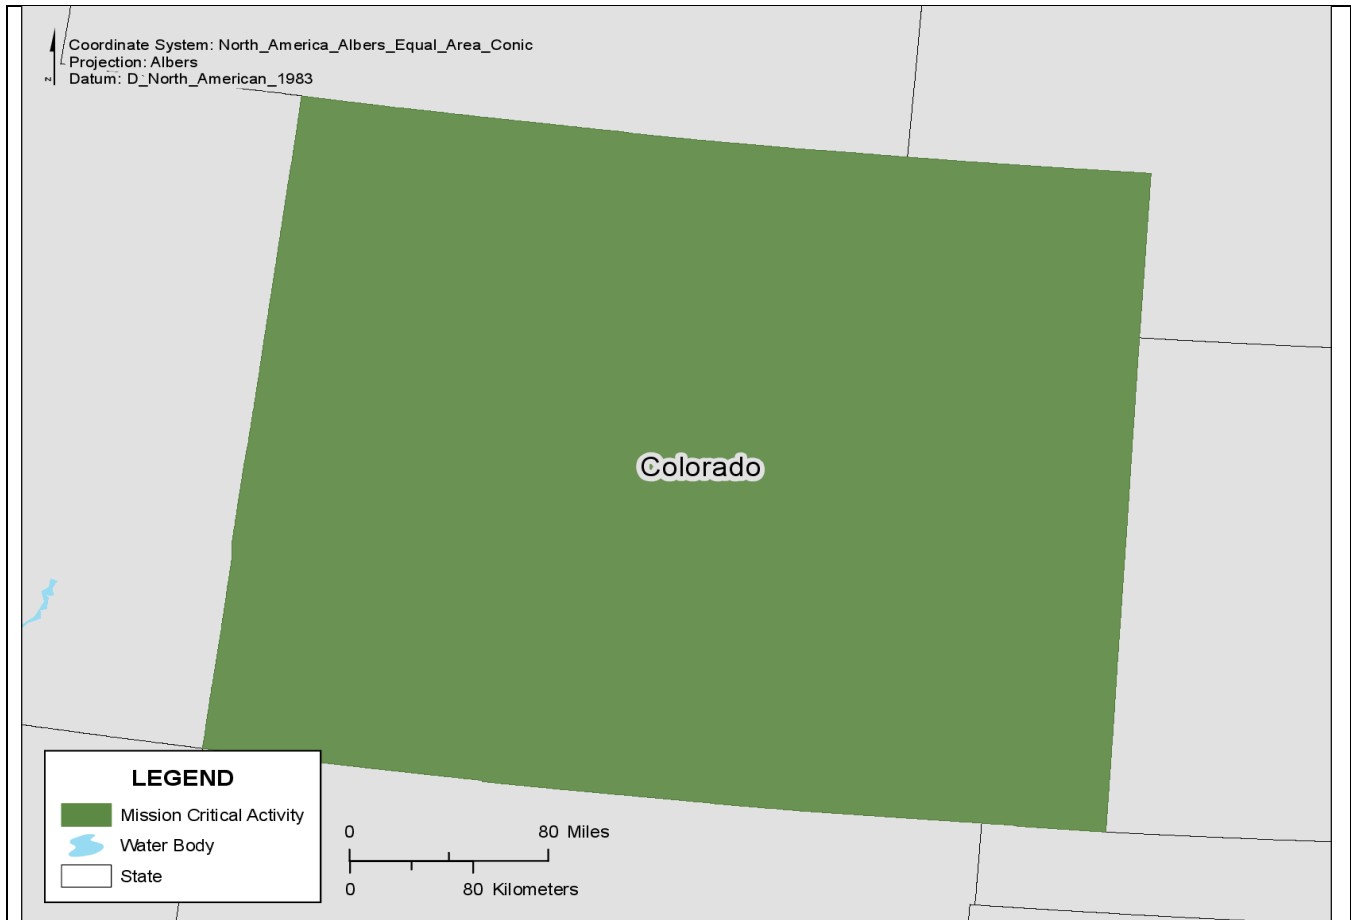 Coordinate System: North_America_Albers_Equal_Area_Conic
Projection: Albers
Datum: D_North_American_1983
Z
Colorado
LEGEND
Mission Critical Activity
Water Body
State
0 80 Miles
0 80 Kilometers